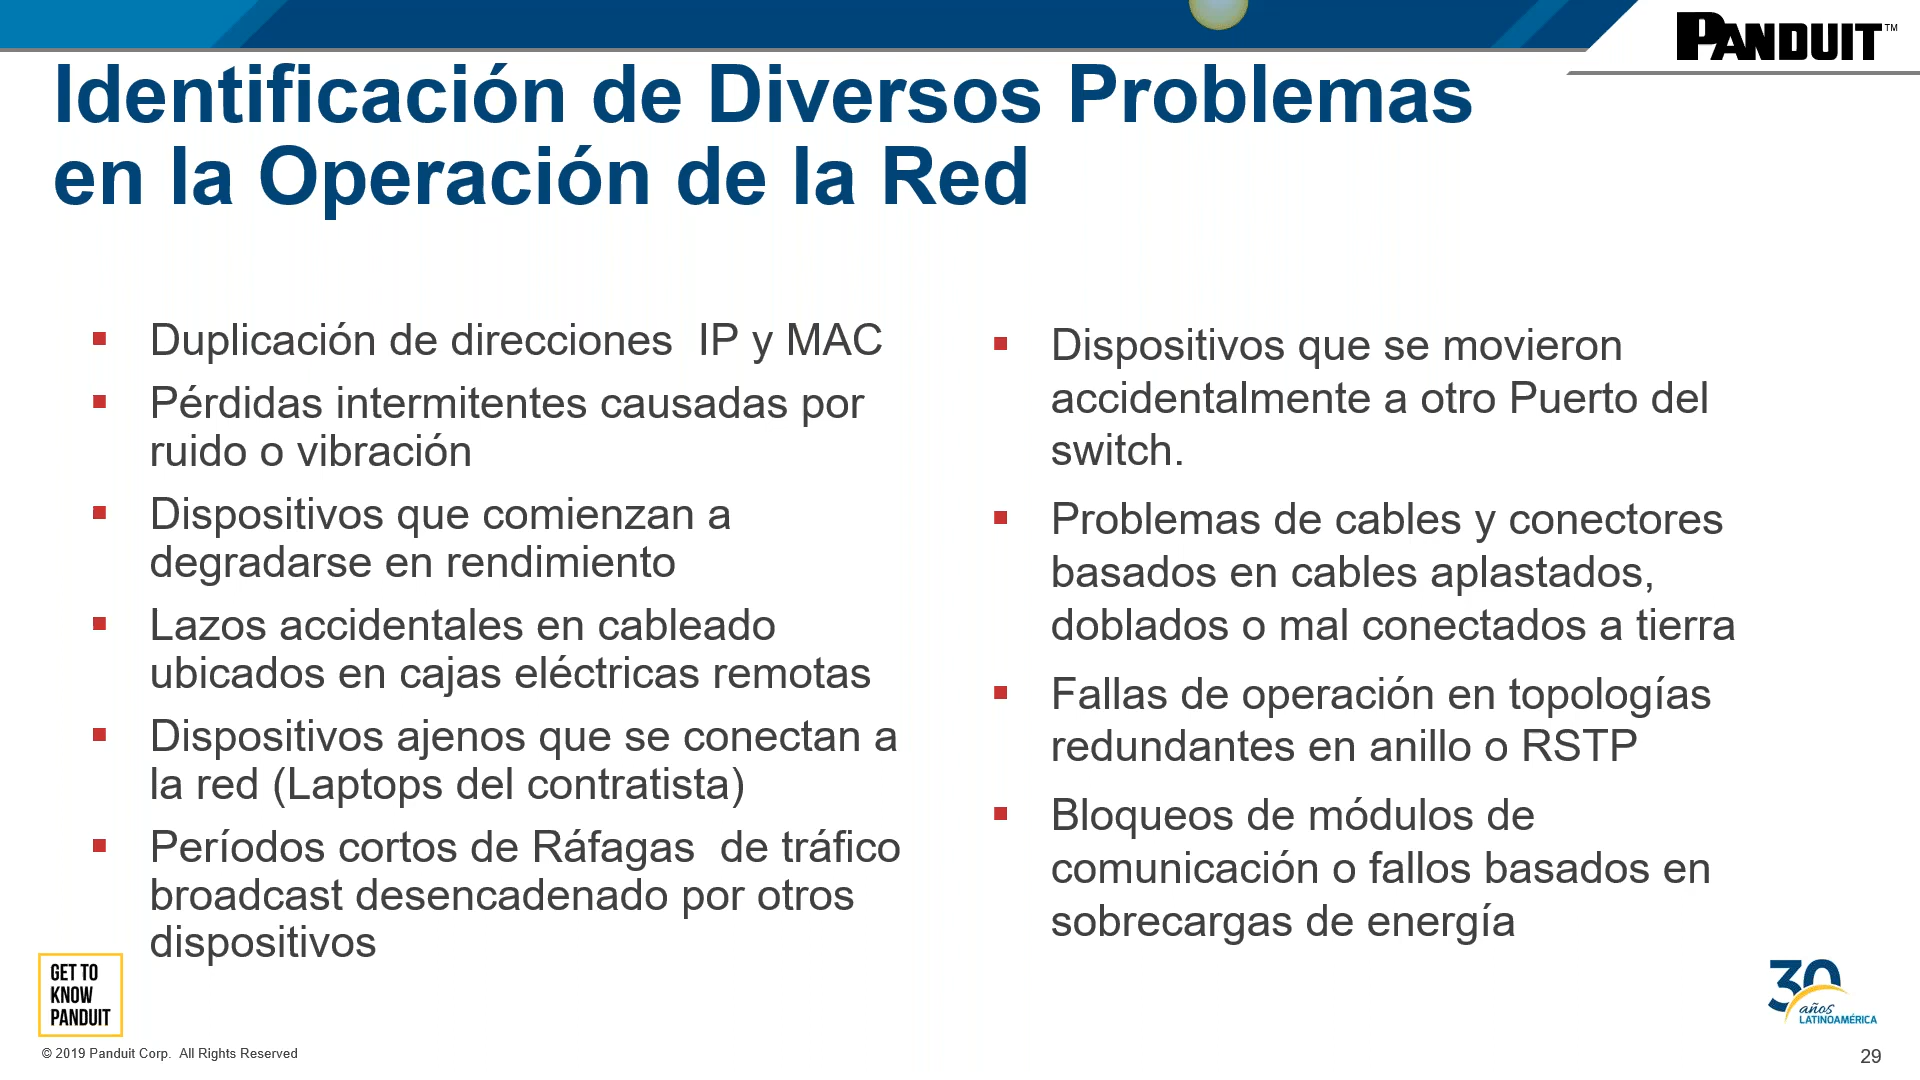 PANDUIT™
Identificación de Diversos Problemas
en la Operación de la Red
▪ Duplicación de direcciones  IP y MAC
▪ Pérdidas intermitentes causadas por
ruido o vibración
▪ Dispositivos que comienzan a
degradarse en rendimiento
▪ Lazos accidentales en cableado
ubicados en cajas eléctricas remotas
▪ Dispositivos ajenos que se conectan a
la red (Laptops del contratista)
▪ Períodos cortos de Ráfagas  de tráfico
broadcast desencadenado por otros
dispositivos
▪ Dispositivos que se movieron
accidentalmente a otro Puerto del
switch.
▪ Problemas de cables y conectores
basados en cables aplastados,
doblados o mal conectados a tierra
▪ Fallas de operación en topologías
redundantes en anillo o RSTP
▪ Bloqueos de módulos de
comunicación o fallos basados en
sobrecargas de energía
GET TO
KNOW
PANDUIT
30
años
LATINOAMÉRICA
© 2019 Panduit Corp.  All Rights Reserved
29